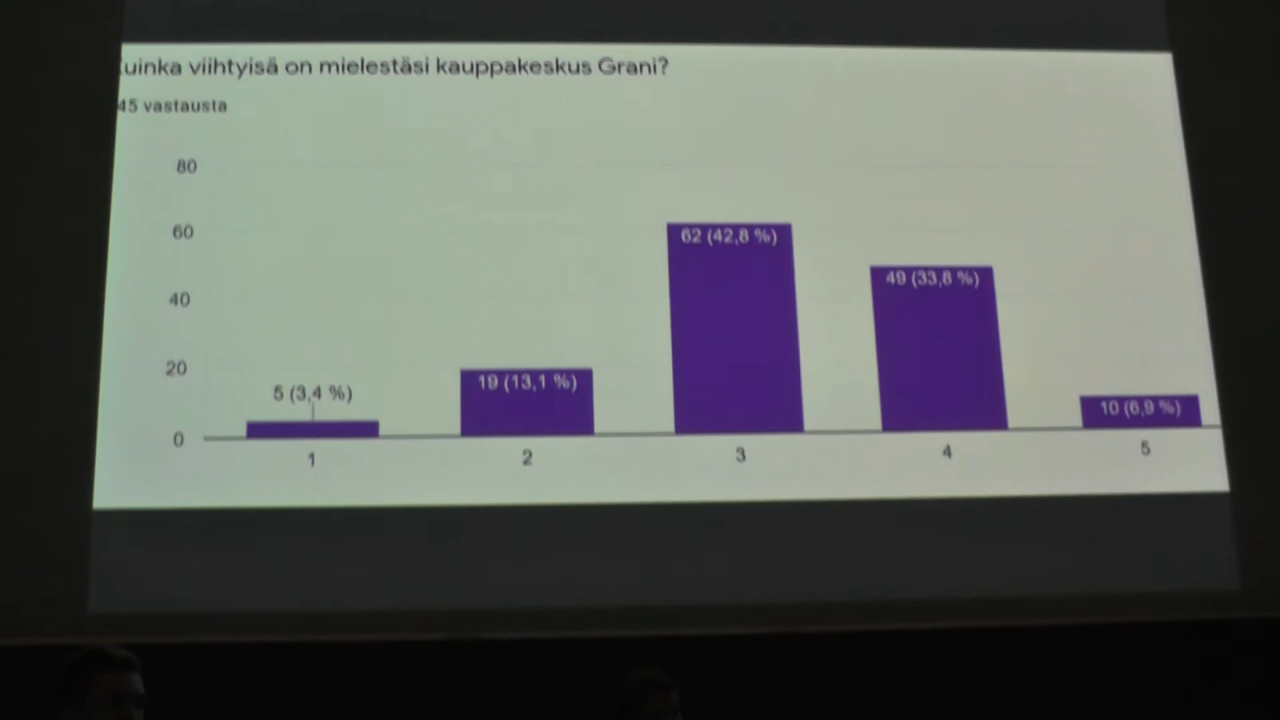 uinka viihtyisä on mielestäsi kauppakeskus Grani?
45 vastausta
80
60
40
20
0
5 (3,4 %)
19 (13,1 %)
62 (42,8 %)
49 (33,8 %)
10 (6,9 %)
1
2
3
4
5